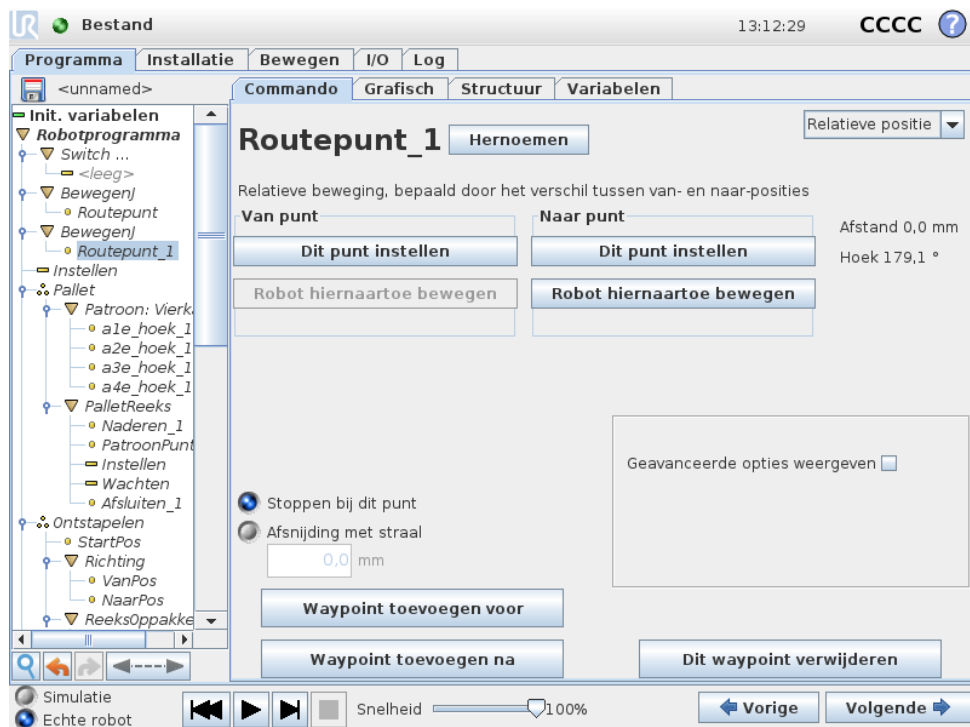 UR Bestand 13:12:29 CCCC ?
Programma Installatie Bewegen I/O Log
<unnamed>
Commando Grafisch Structuur Variabelen
Init. variabelen
Robotprogramma
Switch ...
<leeg>
BewegenJ
Routepunt
BewegenJ
Routepunt_1
Instellen
Pallet
Patroon: Vierk
a1e_hoek_1
a2e_hoek_1
a3e_hoek_1
a4e_hoek_1
PalletReeks
Naderen_1
PatroonPunt
Instellen
Wachten
Afsluiten_1
Ontstapelen
StartPos
Richting
VanPos
NaarPos
ReeksOppakke
Routepunt_1 Hernoemen
Relatieve positie
Relatieve beweging, bepaald door het verschil tussen van- en naar-posities
Van punt
Dit punt instellen
Robot hiernaartoe bewegen
Naar punt
Dit punt instellen
Robot hiernaartoe bewegen
Afstand 0,0 mm
Hoek 179,1 °
Geavanceerde opties weergeven
Stoppen bij dit punt
Afsnijding met straal
0,0 mm
Waypoint toevoegen voor
Waypoint toevoegen na
Dit waypoint verwijderen
Simulatie
Echte robot
Snelheid 100%
Vorige
Volgende